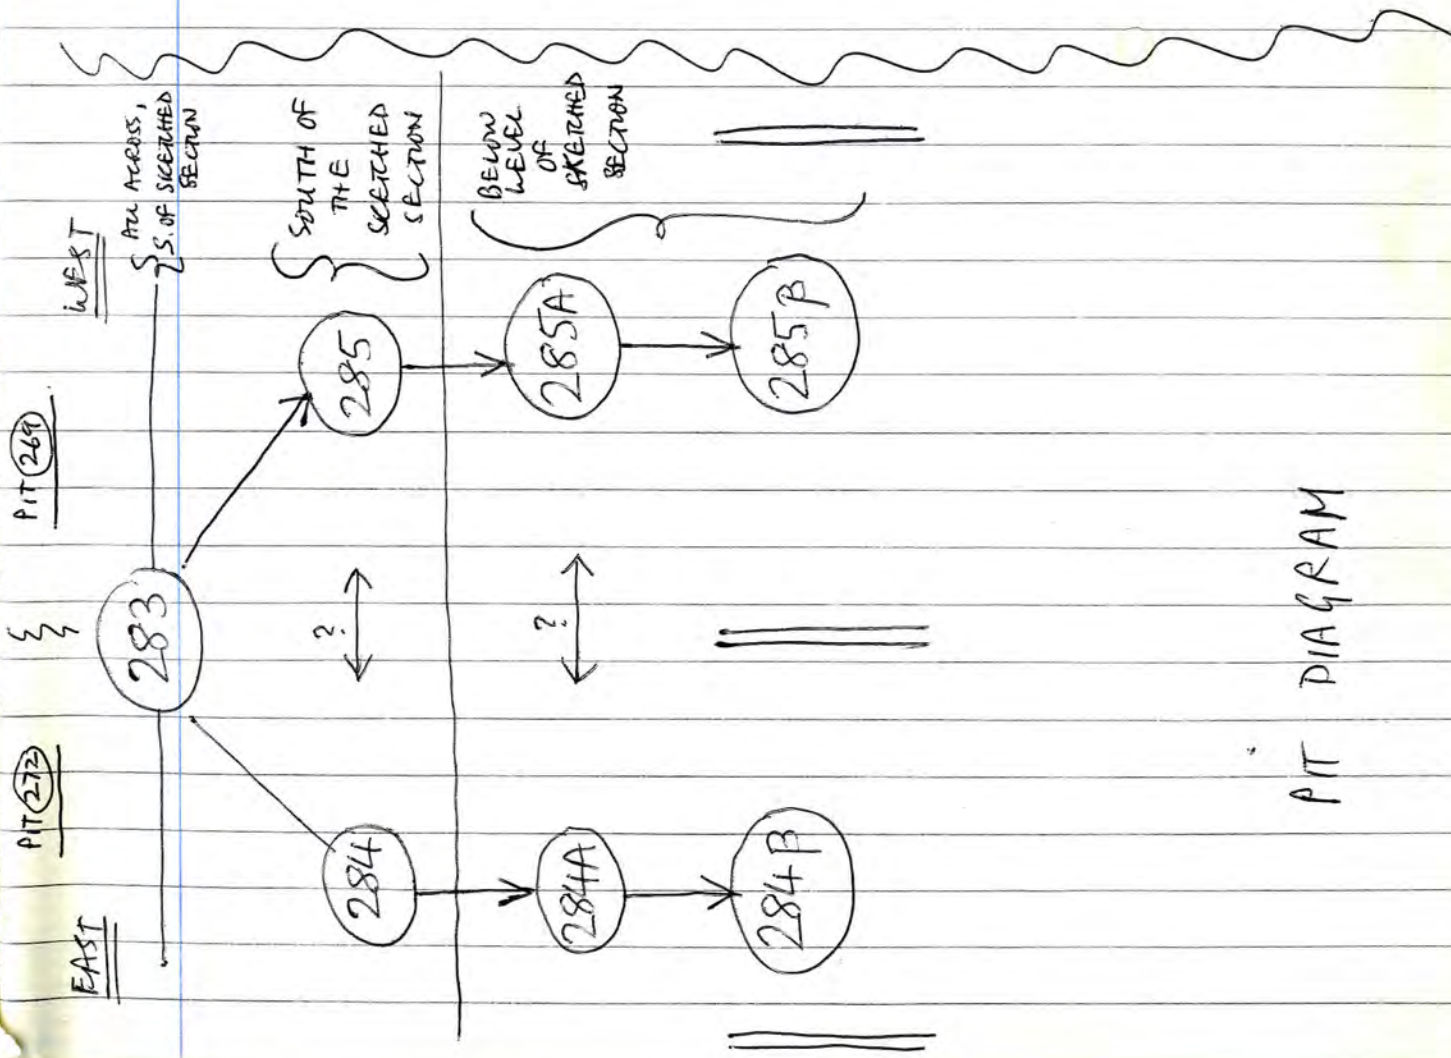 EAST
PIT 272
PIT 269
WEST
283
ALL ACROSS,
S. OF SKETCHED
SECTION
284
?
285
SOUTH OF
THE
SKETCHED
SECTION
284A
?
285A
BELOW
LEVEL
OF
SKETCHED
SECTION
284B
285B
PIT DIAGRAM